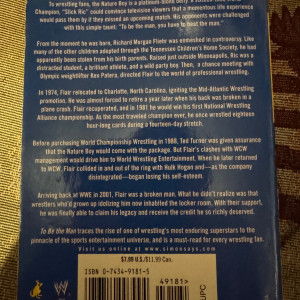 To wrestling fans, the Nature Boy is a platinum-blond deity, a sixteen-time World
Champion, "Slick Ric" convinced television viewers that a momentous life experience
would pass them by if they missed an upcoming match. His opponents were challenged
with this simple taunt: "To be the man, you have to beat the man."
From the moment he was born, Richard Morgan Fliehr was enmeshed in controversy. Like
many of the other children adopted through the Tennessee Children's Home Society, he had
apparently been stolen from his birth parents. Raised just outside Minneapolis, Ric was
a distracted student, a brilliant athlete, and a wild party boy. Then, a chance meeting with
Olympic weightlifter Ken Patera, directed Flair to the world of professional wrestling.
In 1974, Flair relocated to Charlotte, North Carolina, igniting the Mid-Atlantic Wrestling
promotion. He was almost forced to retire a year later when his back was broken in a
plane crash. Flair recuperated, and in 1981 he would win his first National Wrestling
Alliance championship. As the most traveled champion ever, he once wrestled eighteen
hour-long cards during a fourteen-day stretch.
Before purchasing World Championship Wrestling in 1988, Ted Turner was given assurance
that the Nature Boy would come with the package. But Flair's clashes with WCW
management would drive him to World Wrestling Entertainment. When he later returned
to WCW, Flair collided in and out of the ring with Hulk Hogan and—as the company
disintegrated—began losing his self-esteem.
Arriving back at WWE in 2001, Flair was a broken man. What he didn't realize was that
wrestlers who'd grown up idolizing him now inhabited the locker room. With their support,
he was finally able to claim his legacy and receive the credit he so richly deserved.
To Be the Man traces the rise of one of wrestling's most enduring superstars to the
pinnacle of the sports entertainment universe, and is a must-read for every wrestling fan.
Visit us online at www.simonsays.com
$7.99 U.S./$11.99 Can.
ISBN 0-7434-9181-5
49181>
UPC
W